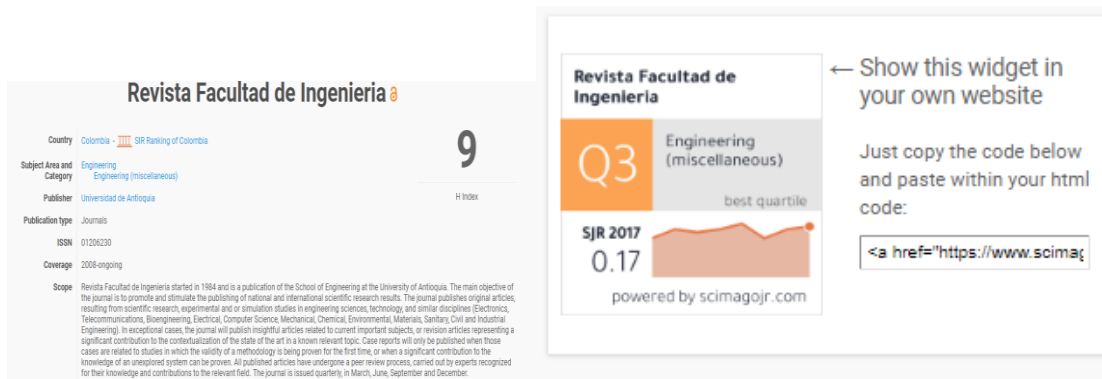 Revista Facultad de Ingenieria
Country
Colombia - SIR Ranking of Colombia
Subject Area and
Category
Engineering
Engineering (miscellaneous)
Publisher
Universidad de Antioquia
Publication type
Journals
ISSN
01206230
Coverage
2008-ongoing
Scope
Revista Facultad de Ingenieria started in 1984 and is a publication of the School of Engineering at the University of Antioquia. The main objective of
the journal is to promote and stimulate the publishing of national and international scientific research results. The journal publishes original articles,
resulting from scientific research, experimental and or simulation studies in engineering sciences, technology, and similar disciplines (Electronics,
Telecommunications, Bioengineering, Electrical, Computer Science, Mechanical, Chemical, Environmental, Materials, Sanitary, Civil and Industrial
Engineering). In exceptional cases, the journal will publish insightful articles related to current important subjects, or revision articles representing a
significant contribution to the contextualization of the state of the art in a known relevant topic. Case reports will only be published when those
cases are related to studies in which the validity of a methodology is being proven for the first time, or when a significant contribution to the
knowledge of an unexplored system can be proven. All published articles have undergone a peer review process, carried out by experts recognized
for their knowledge and contributions to the relevant field. The journal is issued quarterly, in March, June, September and December.
9
H Index
Revista Facultad de
Ingenieria
Q3
Engineering
(miscellaneous)
best quartile
SJR 2017
0.17
powered by scimagojr.com
← Show this widget in
your own website
Just copy the code below
and paste within your html
code:
<a href="https://www.scimag